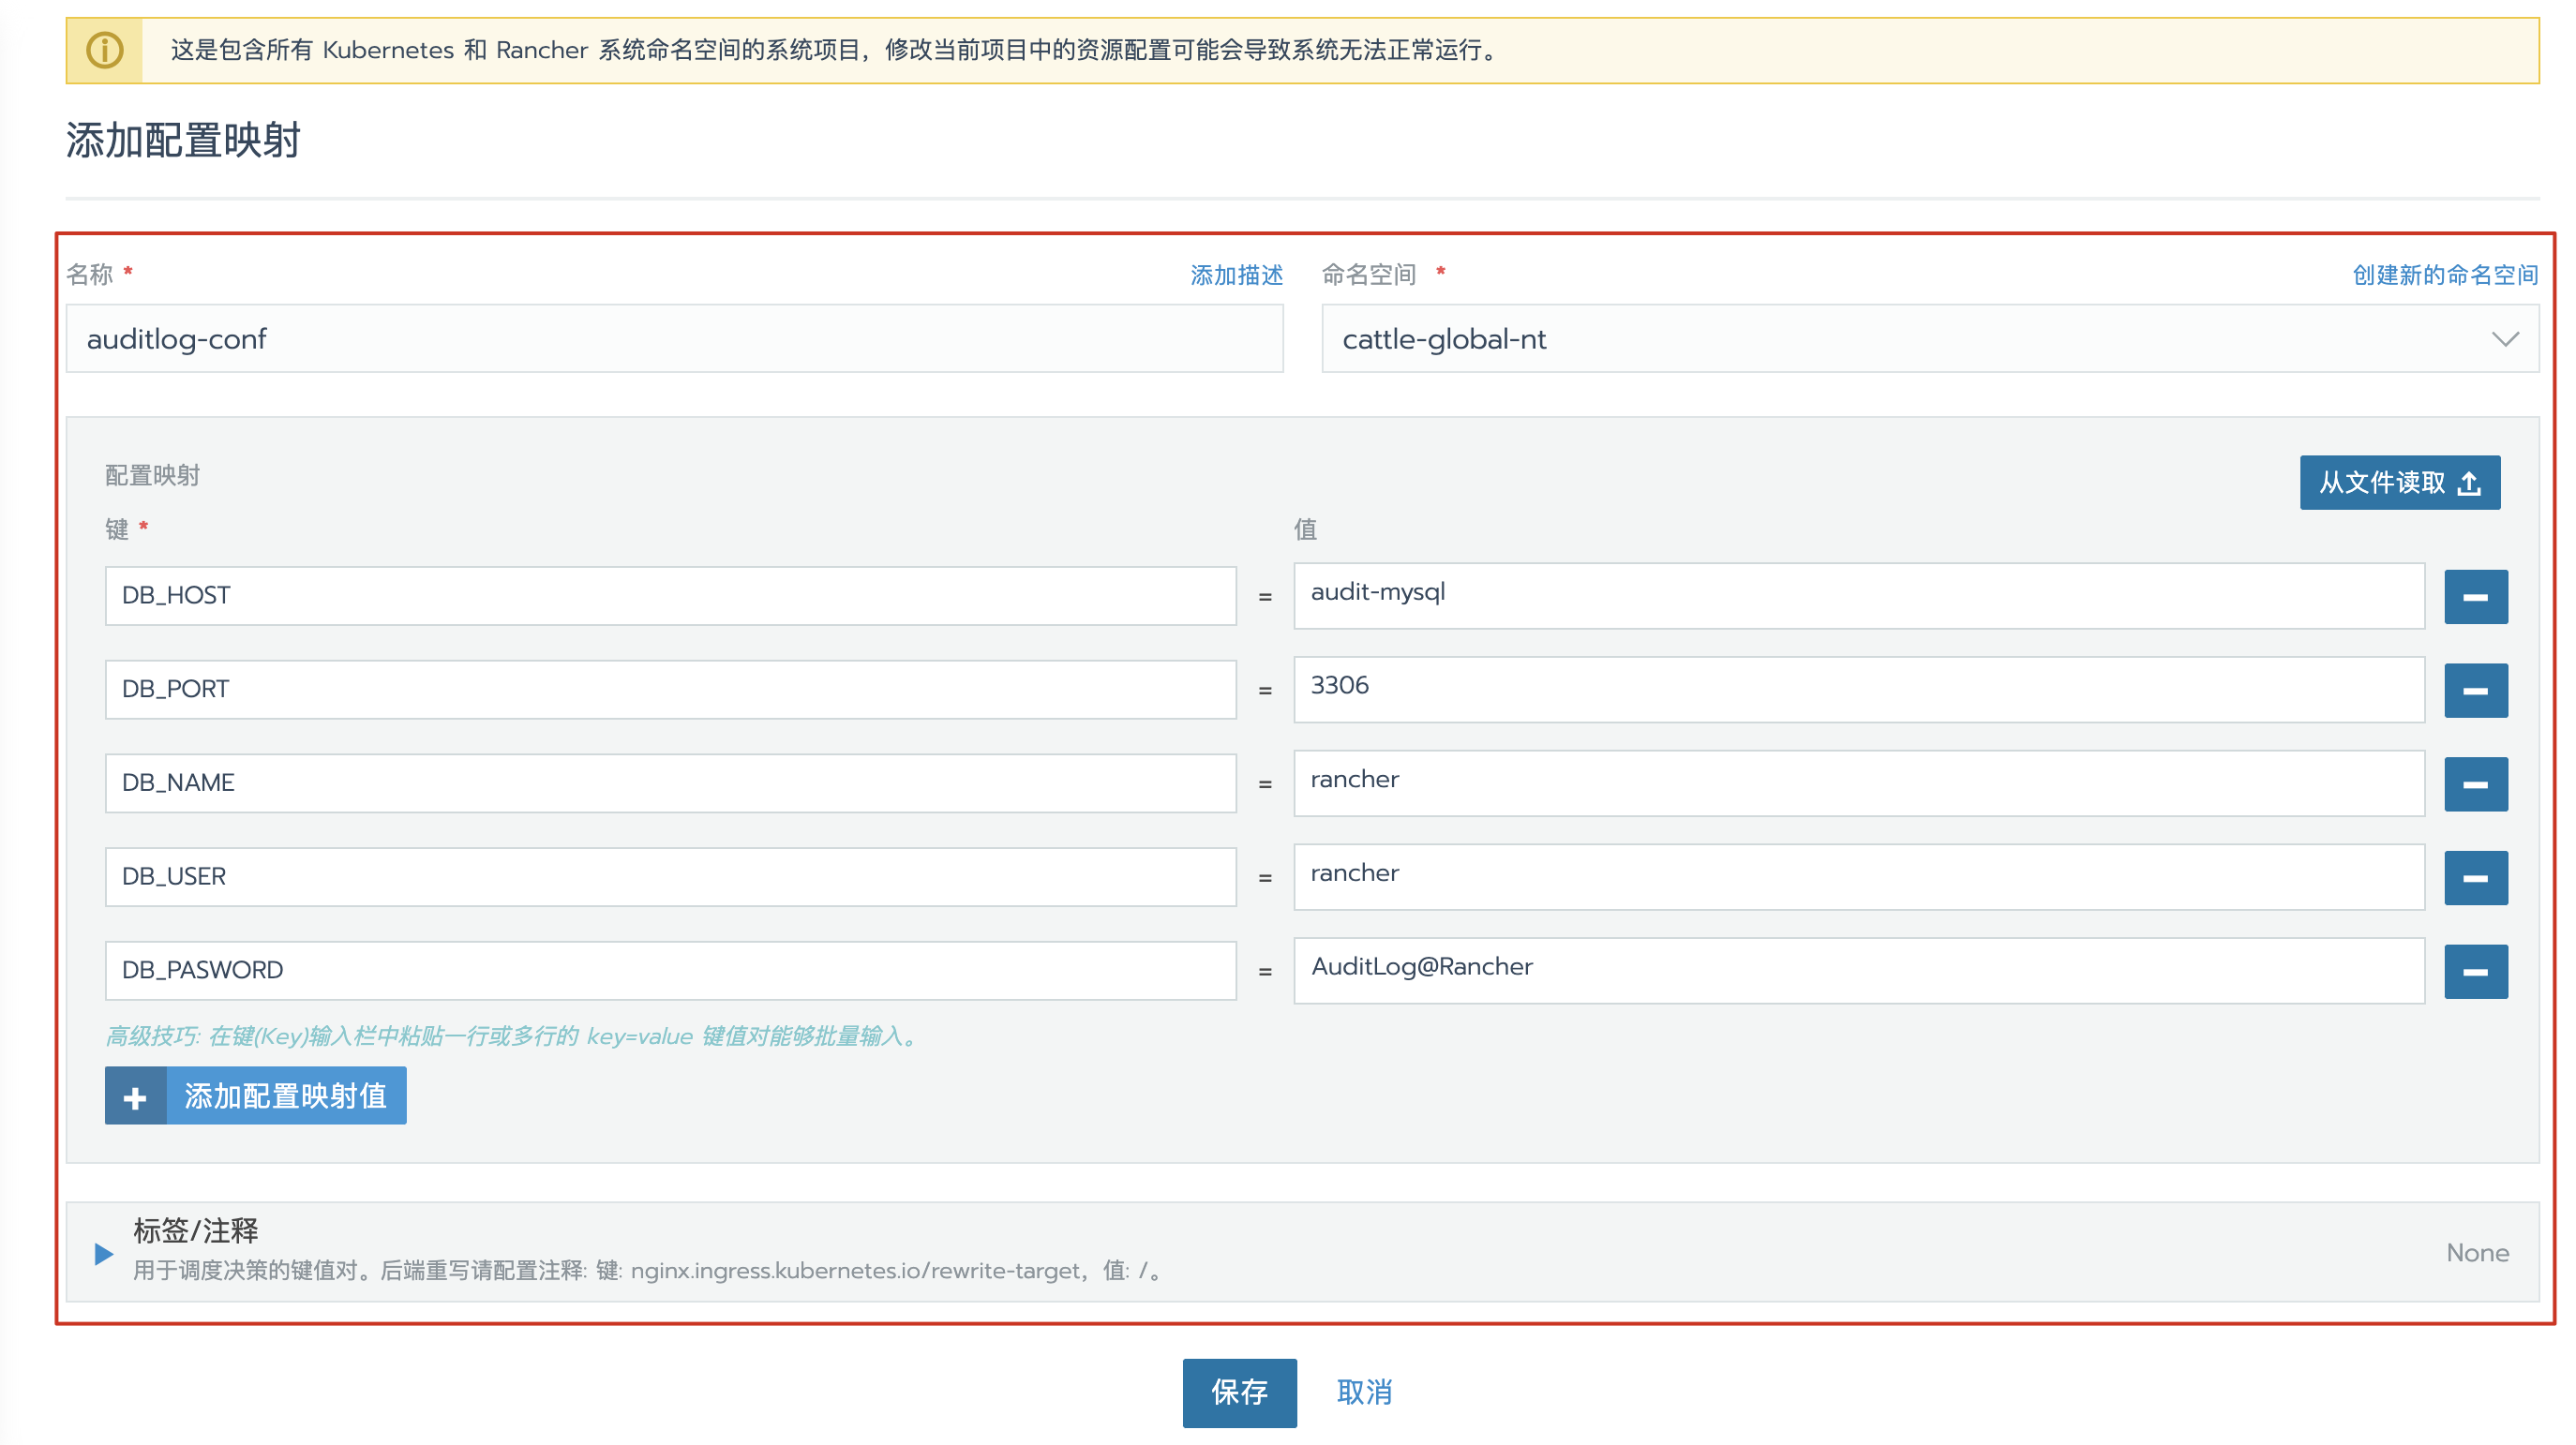 这是包含所有 Kubernetes 和 Rancher 系统命名空间的系统项目，修改当前项目中的资源配置可能会导致系统无法正常运行。
添加配置映射
名称 * 添加描述 命名空间 * 创建新的命名空间
auditlog-conf cattle-global-nt
配置映射 从文件读取
键 * 值
DB_HOST = audit-mysql
DB_PORT = 3306
DB_NAME = rancher
DB_USER = rancher
DB_PASWORD = AuditLog@Rancher
高级技巧: 在键(Key)输入栏中粘贴一行或多行的 key=value 键值对能够批量输入。
+ 添加配置映射值
标签/注释
用于调度决策的键值对。后端重写请配置注释: 键: nginx.ingress.kubernetes.io/rewrite-target，值: /。 None
保存 取消